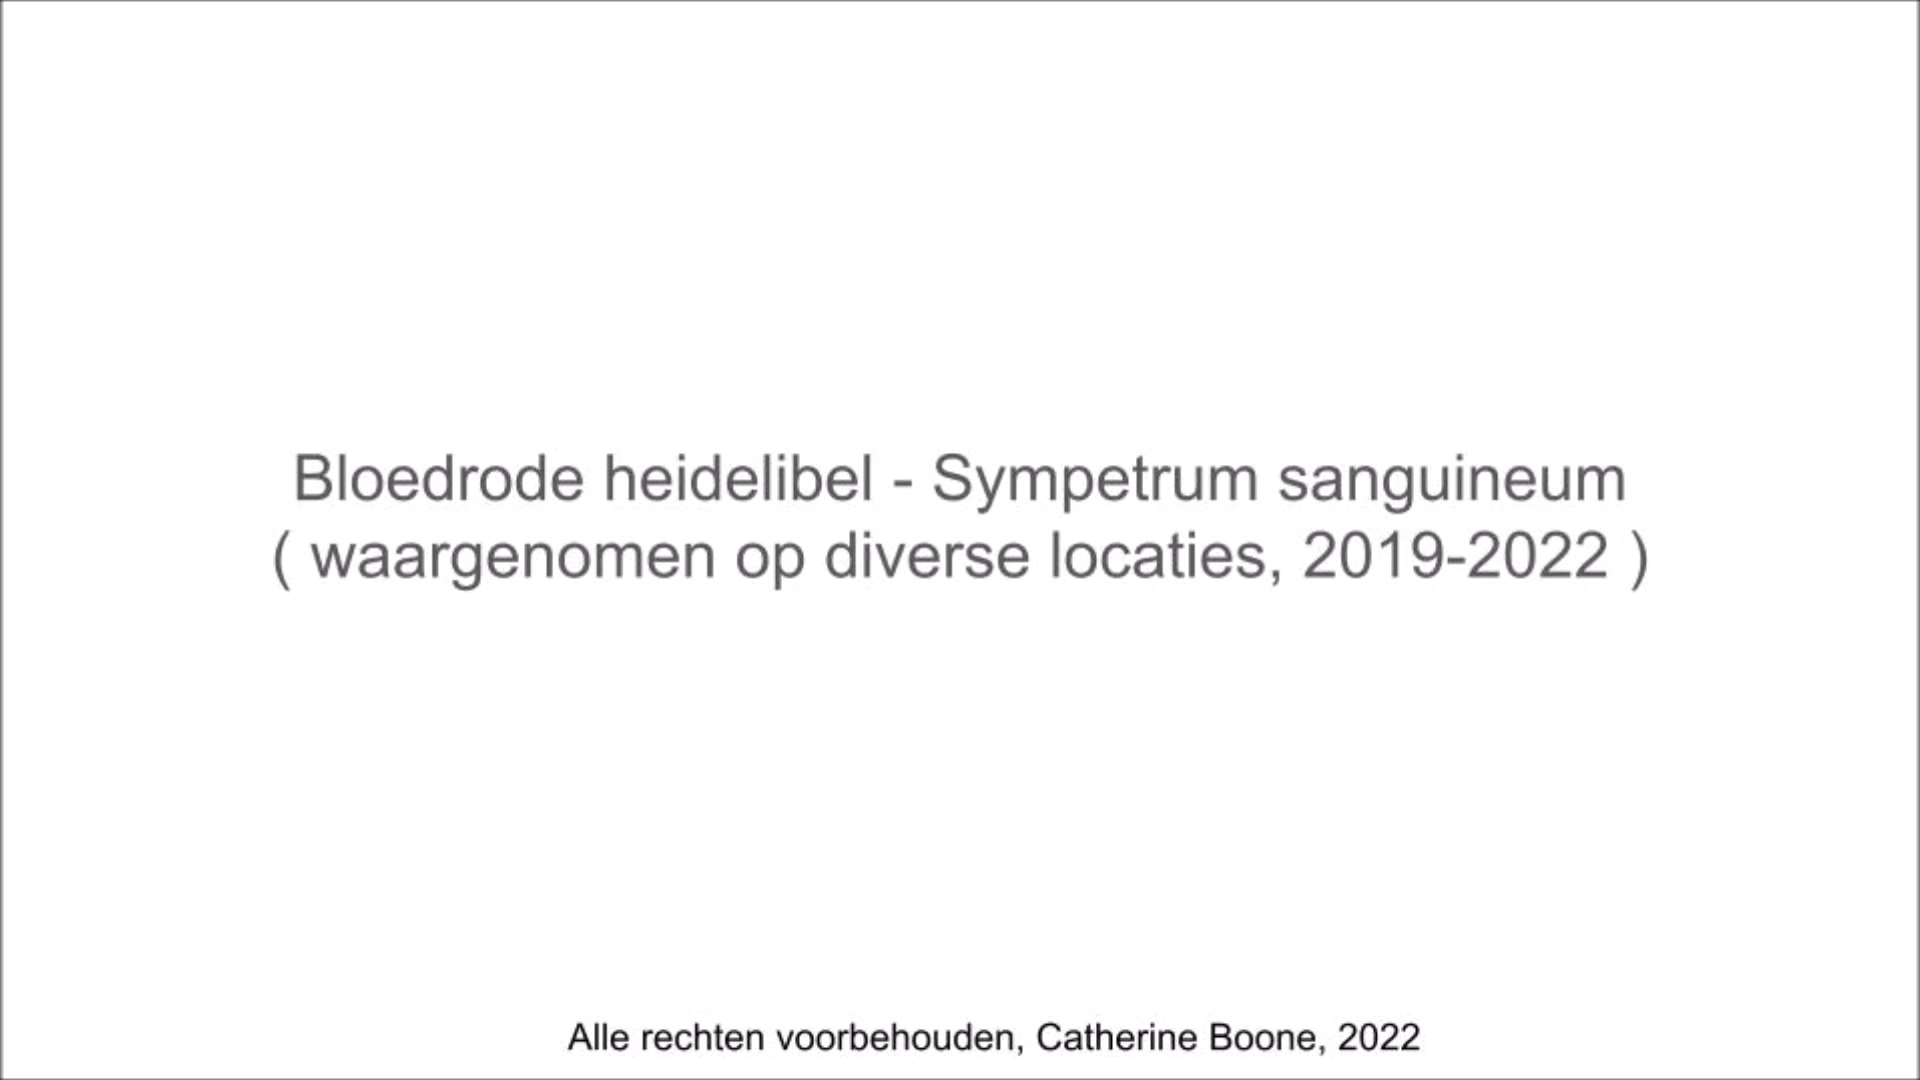 Bloedrode heidelibel - Sympetrum sanguineum
( waargenomen op diverse locaties, 2019-2022 )
Alle rechten voorbehouden, Catherine Boone, 2022